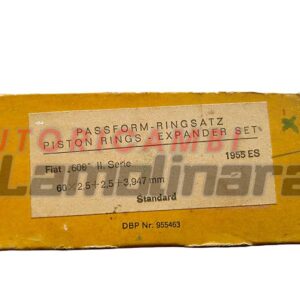 PASSFORM-RINGSATZ
PISTON RINGS - EXPANDER SET
AUTORICAMBI
1955 ES
Lamolinara
Fiat „606" II. Serie
60×2,5+2,5+3,947 mm
Standard
DBP Nr. 955463